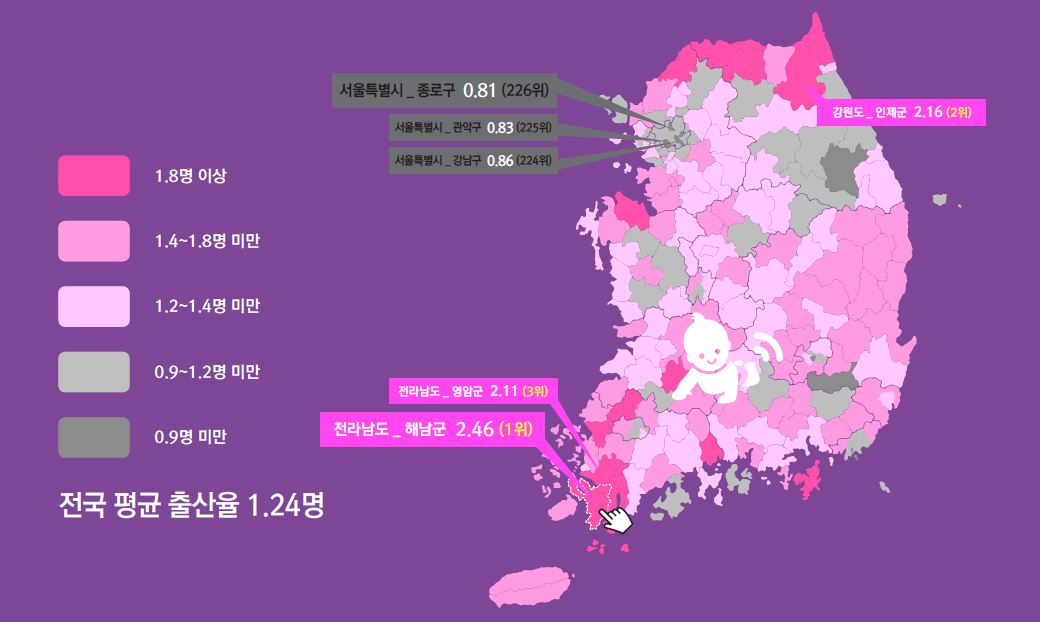 서울특별시 _ 종로구 0.81 (226위)
서울특별시 _ 관악구 0.83 (225위)
서울특별시 _ 강남구 0.86 (224위)
강원도 _ 인제군 2.16 (2위)
1.8명 이상
1.4~1.8명 미만
1.2~1.4명 미만
0.9~1.2명 미만
0.9명 미만
전라남도 _ 영암군 2.11 (3위)
전라남도 _ 해남군 2.46 (1위)
전국 평균 출산율 1.24명